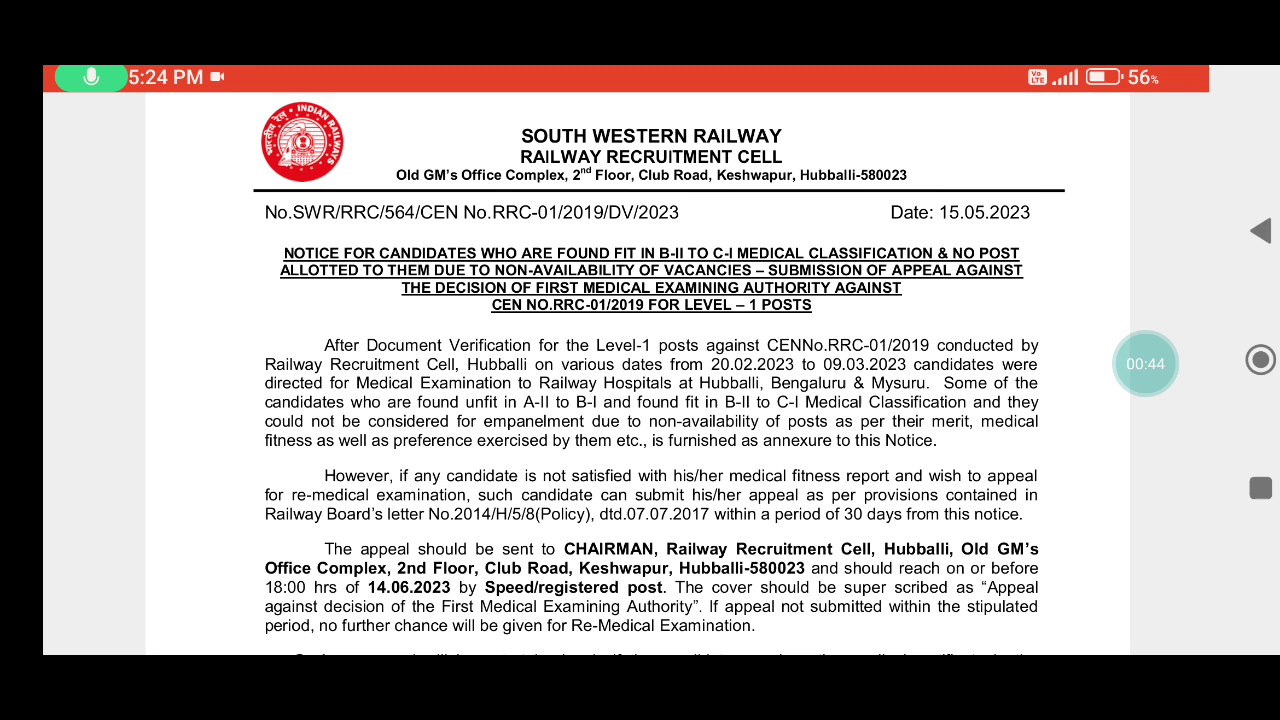 5:24 PM
Vo LTE 56%
INDIAN RAILWAYS
भारतीय रेल
SOUTH WESTERN RAILWAY
RAILWAY RECRUITMENT CELL
Old GM's Office Complex, 2nd Floor, Club Road, Keshwapur, Hubballi-580023
No.SWR/RRC/564/CEN No.RRC-01/2019/DV/2023 Date: 15.05.2023
NOTICE FOR CANDIDATES WHO ARE FOUND FIT IN B-II TO C-I MEDICAL CLASSIFICATION & NO POST
ALLOTTED TO THEM DUE TO NON-AVAILABILITY OF VACANCIES – SUBMISSION OF APPEAL AGAINST
THE DECISION OF FIRST MEDICAL EXAMINING AUTHORITY AGAINST
CEN NO.RRC-01/2019 FOR LEVEL – 1 POSTS
After Document Verification for the Level-1 posts against CENNo.RRC-01/2019 conducted by
Railway Recruitment Cell, Hubballi on various dates from 20.02.2023 to 09.03.2023 candidates were
directed for Medical Examination to Railway Hospitals at Hubballi, Bengaluru & Mysuru. Some of the
candidates who are found unfit in A-II to B-I and found fit in B-II to C-I Medical Classification and they
could not be considered for empanelment due to non-availability of posts as per their merit, medical
fitness as well as preference exercised by them etc., is furnished as annexure to this Notice.
However, if any candidate is not satisfied with his/her medical fitness report and wish to appeal
for re-medical examination, such candidate can submit his/her appeal as per provisions contained in
Railway Board's letter No.2014/H/5/8(Policy), dtd.07.07.2017 within a period of 30 days from this notice.
The appeal should be sent to CHAIRMAN, Railway Recruitment Cell, Hubballi, Old GM's
Office Complex, 2nd Floor, Club Road, Keshwapur, Hubballi-580023 and should reach on or before
18:00 hrs of 14.06.2023 by Speed/registered post. The cover should be super scribed as "Appeal
against decision of the First Medical Examining Authority". If appeal not submitted within the stipulated
period, no further chance will be given for Re-Medical Examination.
00:44